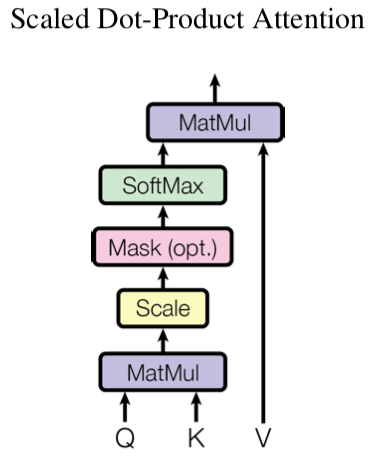 Scaled Dot-Product Attention
MatMul
SoftMax
Mask (opt.)
Scale
MatMul
Q K V